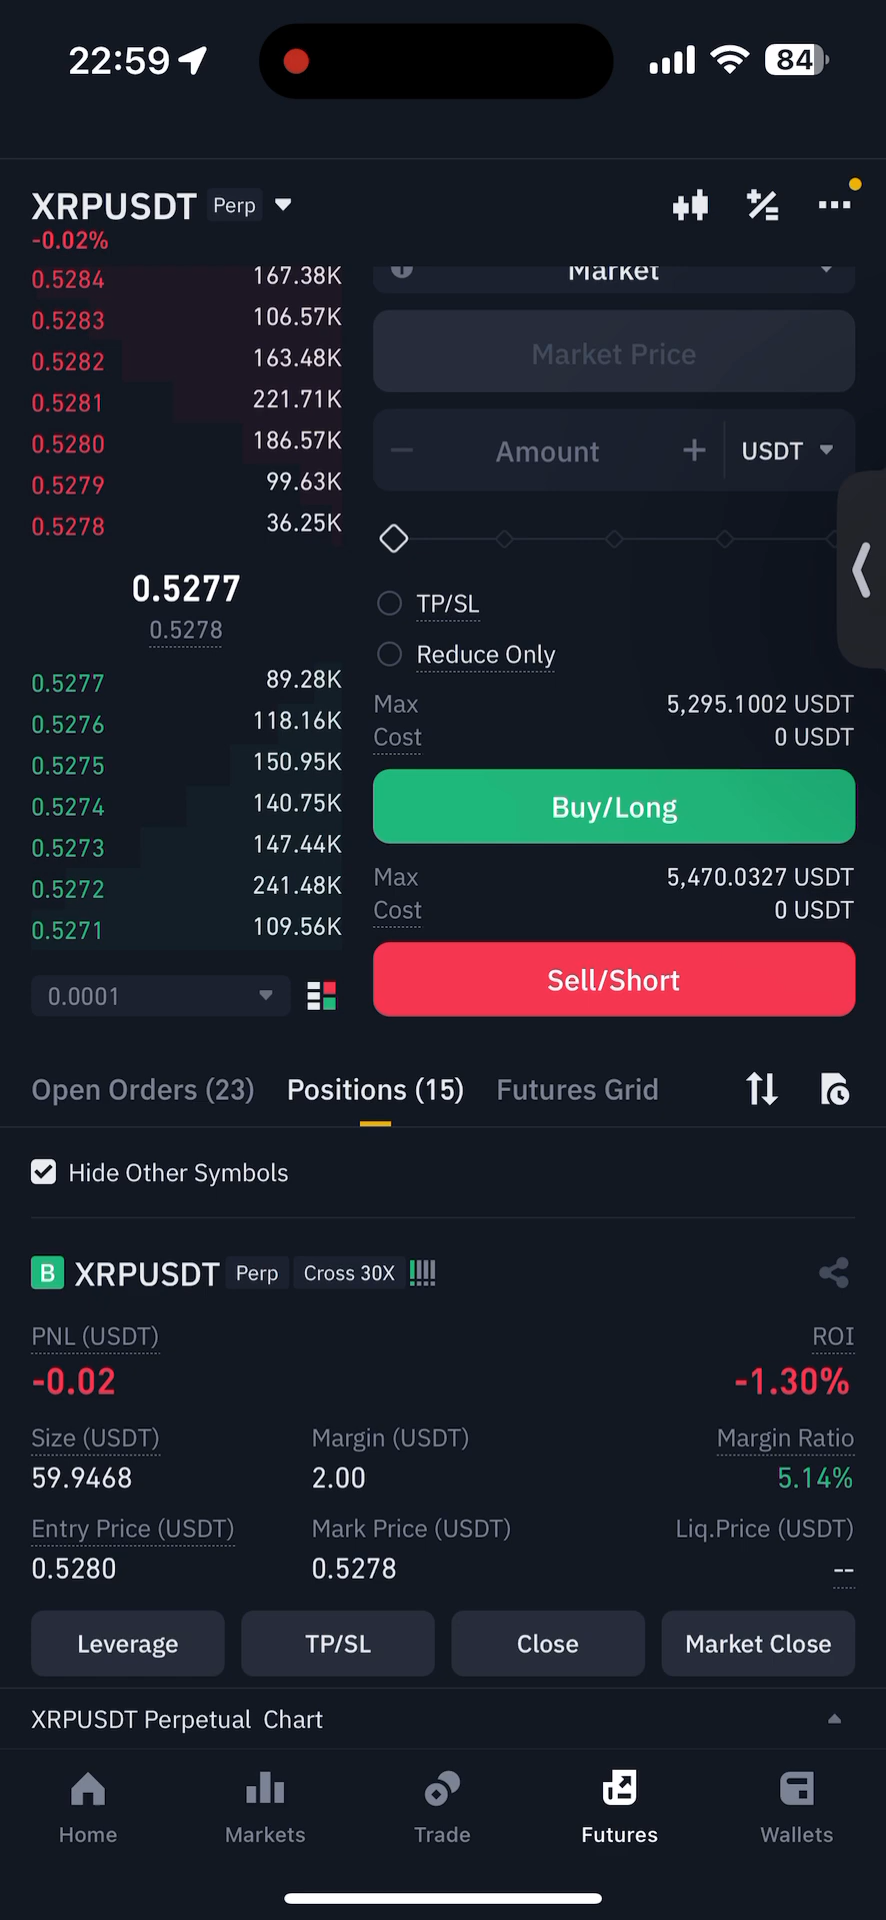 22:59
84
XRPUSDT Perp
-0.02%
0.5284 167.38K
0.5283 106.57K
0.5282 163.48K
0.5281 221.71K
0.5280 186.57K
0.5279 99.63K
0.5278 36.25K
0.5277
0.5278
0.5277 89.28K
0.5276 118.16K
0.5275 150.95K
0.5274 140.75K
0.5273 147.44K
0.5272 241.48K
0.5271 109.56K
0.0001
Market
Market Price
Amount USDT
TP/SL
Reduce Only
Max 5,295.1002 USDT
Cost 0 USDT
Buy/Long
Max 5,470.0327 USDT
Cost 0 USDT
Sell/Short
Open Orders (23) Positions (15) Futures Grid
Hide Other Symbols
B XRPUSDT Perp Cross 30X
PNL (USDT) ROI
-0.02 -1.30%
Size (USDT) Margin (USDT) Margin Ratio
59.9468 2.00 5.14%
Entry Price (USDT) Mark Price (USDT) Liq.Price (USDT)
0.5280 0.5278 --
Leverage TP/SL Close Market Close
XRPUSDT Perpetual Chart
Home Markets Trade Futures Wallets